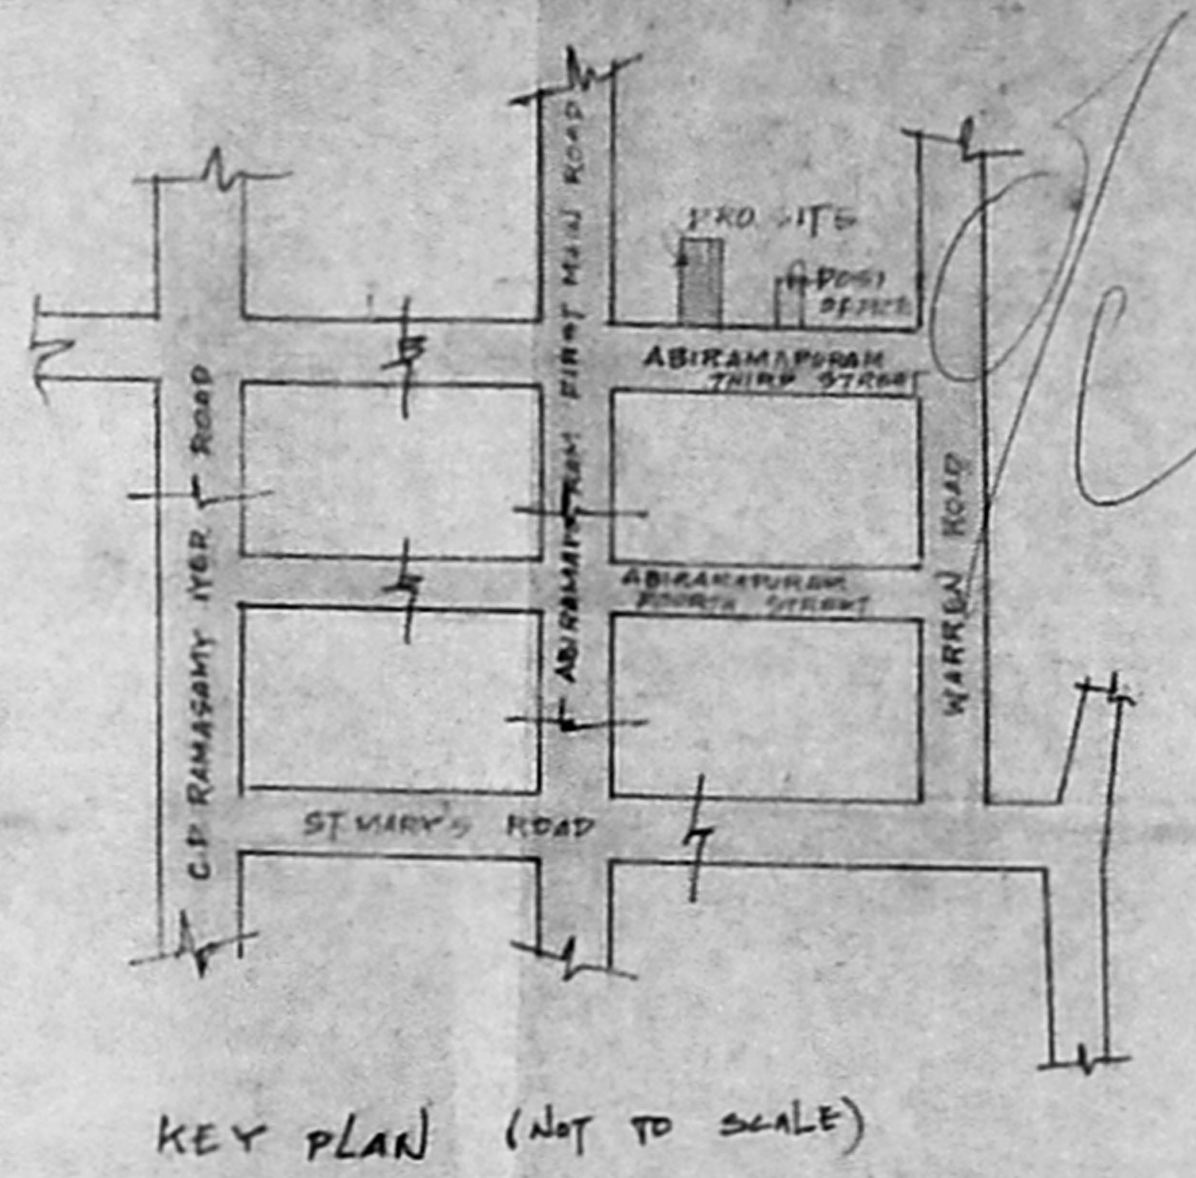 ABIRAMAPURAM FIRST MAIN ROAD
PRO. SITE
POST
OFFICE
ABIRAMAPURAM
THIRD STREET
C.P. RAMASAMY IYER ROAD
WARREN ROAD
ABIRAMAPURAM
FOURTH STREET
ST MARY'S ROAD
KEY PLAN (NOT TO SCALE)